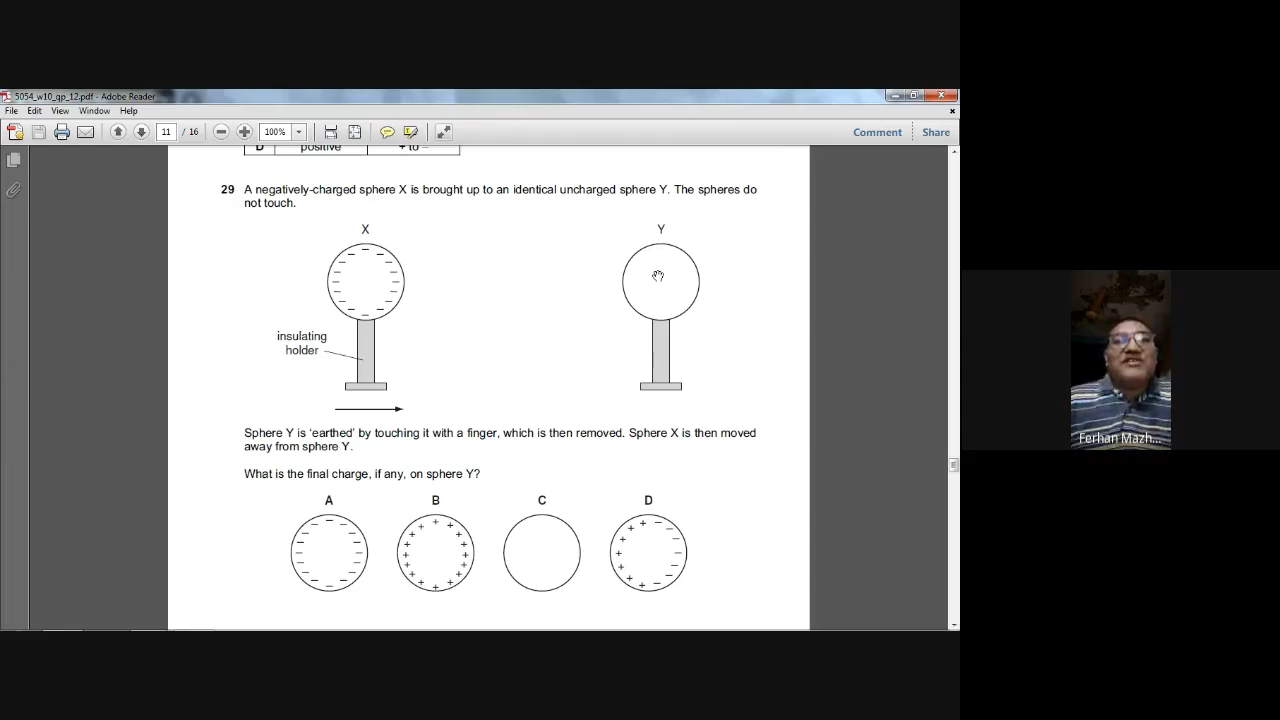 5054_w10_qp_12.pdf - Adobe Reader
File Edit View Window Help
11 / 16 100% Comment Share
D positive + to –
29 A negatively-charged sphere X is brought up to an identical uncharged sphere Y. The spheres do
not touch.
X Y
insulating
holder
Sphere Y is ‘earthed’ by touching it with a finger, which is then removed. Sphere X is then moved
away from sphere Y.
What is the final charge, if any, on sphere Y?
A B C D
Ferhan Mazh...